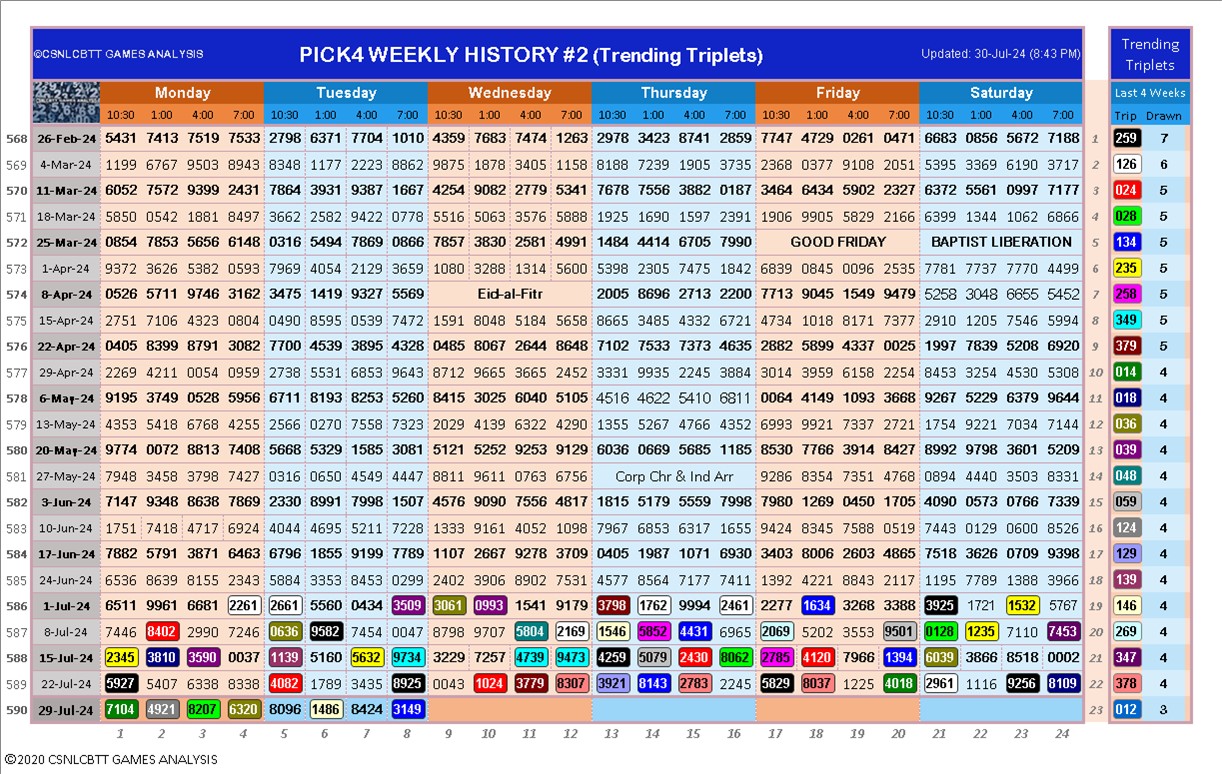 ©CSNLCBTT GAMES ANALYSIS PICK4 WEEKLY HISTORY #2 (Trending Triplets) Updated: 30-Jul-24 (8:43 PM) Trending Triplets
Monday Tuesday Wednesday Thursday Friday Saturday Last 4 Weeks
10:30 1:00 4:00 7:00 10:30 1:00 4:00 7:00 10:30 1:00 4:00 7:00 10:30 1:00 4:00 7:00 10:30 1:00 4:00 7:00 10:30 1:00 4:00 7:00 Trip Drawn
568 26-Feb-24 5431 7413 7519 7533 2798 6371 7704 1010 4359 7683 7474 1263 2978 3423 8741 2859 7747 4729 0261 0471 6683 0856 5672 7188 1 259 7
569 4-Mar-24 1199 6767 9503 8943 8348 1177 2223 8862 9875 1878 3405 1158 8188 7239 1905 3735 2368 0377 9108 2051 5395 3369 6190 3717 2 126 6
570 11-Mar-24 6052 7572 9399 2431 7864 3931 9387 1667 4254 9082 2779 5341 7678 7556 3882 0187 3464 6434 5902 2327 6372 5561 0997 7177 3 024 5
571 18-Mar-24 5850 0542 1881 8497 3662 2582 9422 0778 5516 5063 3576 5888 1925 1690 1597 2391 1906 9905 5829 2166 6399 1344 1062 6866 4 028 5
572 25-Mar-24 0854 7853 5656 6148 0316 5494 7869 0866 7857 3830 2581 4991 1484 4414 6705 7990 GOOD FRIDAY BAPTIST LIBERATION 5 134 5
573 1-Apr-24 9372 3626 5382 0593 7969 4054 2129 3659 1080 3288 1314 5600 5398 2305 7475 1842 6839 0845 0096 2535 7781 7737 7770 4499 6 235 5
574 8-Apr-24 0526 5711 9746 3162 3475 1419 9327 5569 Eid-al-Fitr 2005 8696 2713 2200 7713 9045 1549 9479 5258 3048 6655 5452 7 258 5
575 15-Apr-24 2751 7106 4323 0804 0490 8595 0539 7472 1591 8048 5184 5658 8665 3485 4332 6721 4734 1018 8171 7377 2910 1205 7546 5994 8 349 5
576 22-Apr-24 0405 8399 8791 3082 7700 4539 3895 4328 0485 8067 2644 8648 7102 7533 7373 4635 2882 5899 4337 0025 1997 7839 5208 6920 9 379 5
577 29-Apr-24 2269 4211 0054 0959 2738 5531 6853 9643 8712 9665 3665 2452 3331 9935 2245 3884 3014 3959 6158 2254 8453 3254 4530 5308 10 014 4
578 6-May-24 9195 3749 0528 5956 6711 8193 8253 5260 8415 3025 6040 5105 4516 4622 5410 6811 0064 4149 1093 3668 9267 5229 6379 9644 11 018 4
579 13-May-24 4353 5418 6768 4255 2566 0270 7558 7323 2029 4139 6322 4290 1355 5267 4766 4352 6993 9921 7337 2721 1754 9221 7034 7144 12 036 4
580 20-May-24 9774 0072 8813 7408 5668 5329 1585 3081 5121 5252 9253 9129 6036 0669 5685 1185 8530 7766 3914 8427 8992 9798 3601 5209 13 039 4
581 27-May-24 7948 3458 3798 7427 0316 0650 4549 4447 8811 9611 0763 6756 Corp Chr & Ind Arr 9286 8354 7351 4768 0894 4440 3503 8331 14 048 4
582 3-Jun-24 7147 9348 8638 7869 2330 8991 7998 1507 4576 9090 7556 4817 1815 5179 5559 7998 7980 1269 0450 1705 4090 0573 0766 7339 15 059 4
583 10-Jun-24 1751 7418 4717 6924 4044 4695 5211 7228 1333 9161 4052 1098 7967 6853 6317 1655 9424 8345 7588 0519 7443 0129 0600 8526 16 124 4
584 17-Jun-24 7882 5791 3871 6463 6796 1855 9199 7789 1107 2667 9278 3709 0405 1987 1071 6930 3403 8006 2603 4865 7518 3626 0709 9398 17 129 4
585 24-Jun-24 6536 8639 8155 2343 5884 3353 8453 0299 2402 3906 8902 7531 4577 8564 7177 7411 1392 4221 8843 2117 1195 7789 1388 3966 18 139 4
586 1-Jul-24 6511 9961 6681 2261 2661 5560 0434 3509 3061 0993 1541 9179 3798 1762 9994 2461 2277 1634 3268 3388 3925 1721 1532 5767 19 146 4
587 8-Jul-24 7446 8402 2990 7246 0636 9582 7454 0047 8798 9707 5804 2169 1546 5852 4431 6965 2069 5202 3553 9501 0128 1235 7110 7453 20 269 4
588 15-Jul-24 2345 3810 3590 0037 1139 5160 5632 9734 3229 7257 4739 9473 4259 5079 2430 8062 2785 4120 7966 1394 6039 3866 8518 0002 21 347 4
589 22-Jul-24 5927 5407 6338 8338 4082 1789 3435 8925 0043 1024 3779 8307 3921 8143 2783 2245 5829 8037 1225 4018 2961 1116 9256 8109 22 378 4
590 29-Jul-24 7104 4921 8207 6320 8096 1486 8424 3149 23 012 3
1 2 3 4 5 6 7 8 9 10 11 12 13 14 15 16 17 18 19 20 21 22 23 24
©2020 CSNLCBTT GAMES ANALYSIS